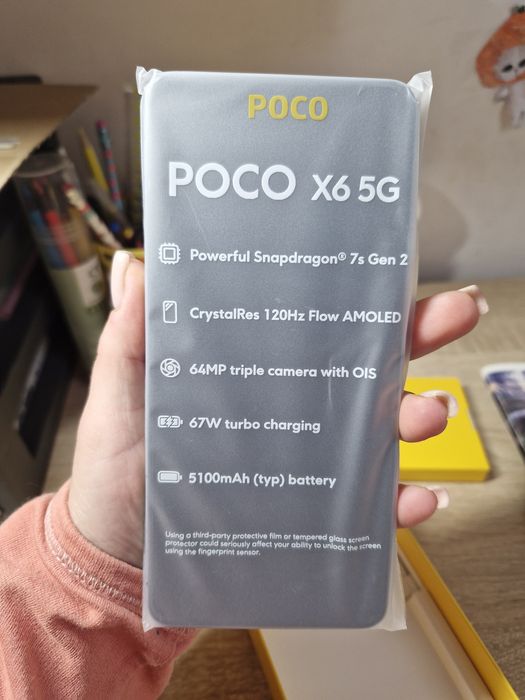 POCO
POCO X6 5G
Powerful Snapdragon® 7s Gen 2
CrystalRes 120Hz Flow AMOLED
64MP triple camera with OIS
67W turbo charging
5100mAh (typ) battery
Using a third-party protective film or tempered glass screen
protector could seriously affect your ability to unlock the screen
using the fingerprint sensor.